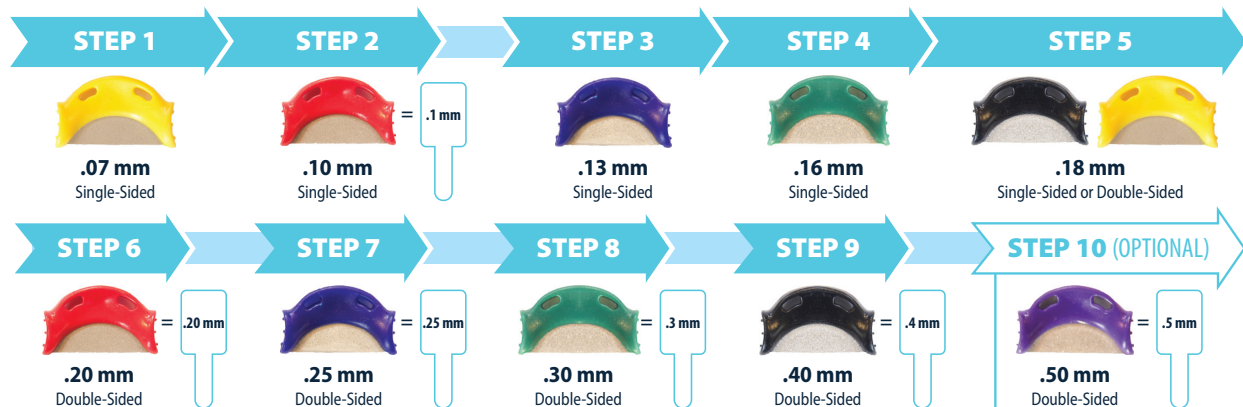 STEP 1
STEP 2
STEP 3
STEP 4
STEP 5
=
.1 mm
.07 mm
.10 mm
.13 mm
.16 mm
.18 mm
Single-Sided
Single-Sided
Single-Sided
Single-Sided
Single-Sided or Double-Sided
STEP 6
STEP 7
STEP 8
STEP 9
STEP 10 (OPTIONAL)
= .20 mm
= .25 mm
= .3 mm
= .4 mm
= .5 mm
.20 mm
.25 mm
.30 mm
.40 mm
.50 mm
Double-Sided
Double-Sided
Double-Sided
Double-Sided
Double-Sided